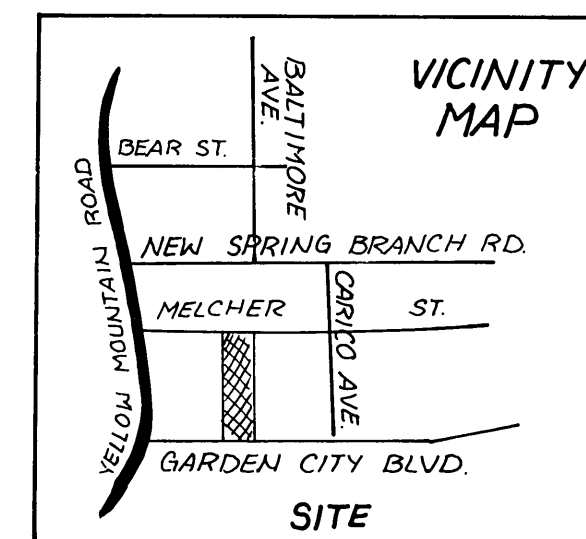 VICINITY
MAP
BALTIMORE
AVE.
BEAR ST.
YELLOW MOUNTAIN ROAD
NEW SPRING BRANCH RD.
MELCHER ST.
CARICO AVE.
GARDEN CITY BLVD.
SITE